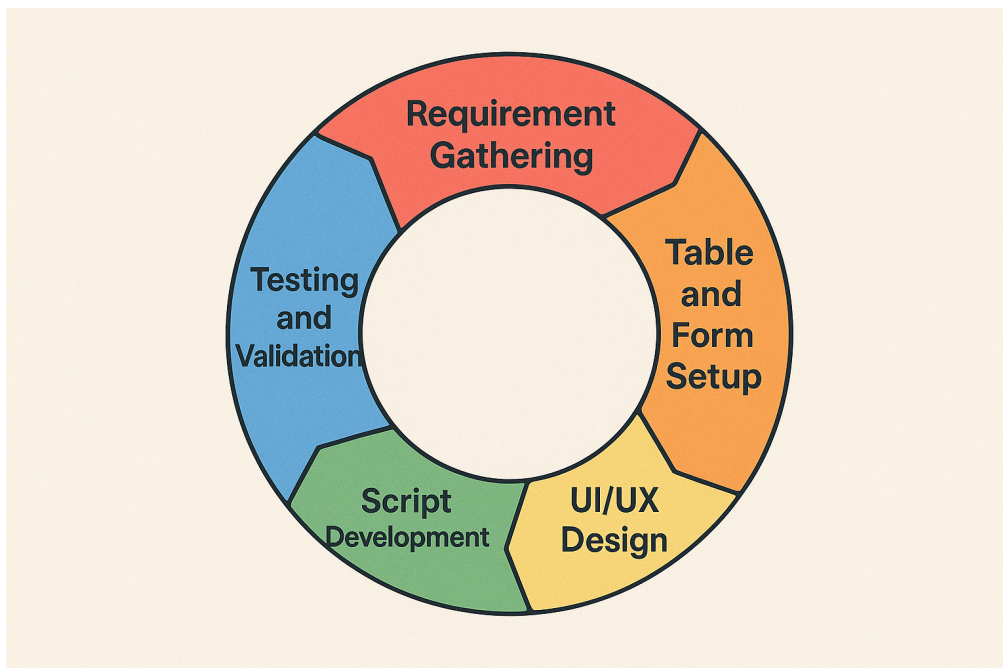 Requirement
Gathering
Table
and
Form
Setup
UI/UX
Design
Script
Development
Testing
and
Validation